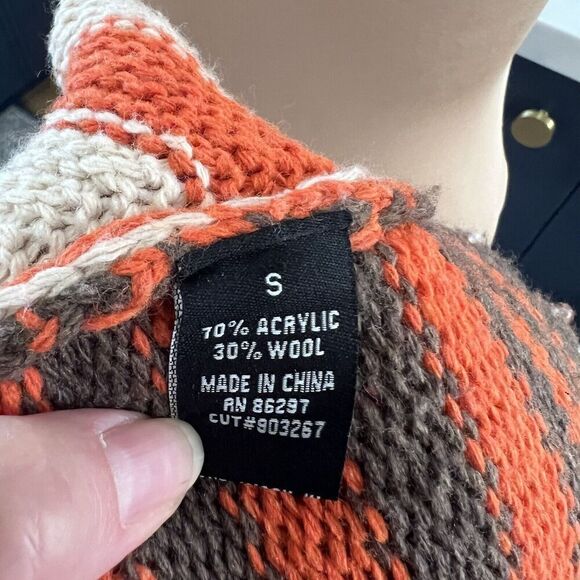 S
70% ACRYLIC
30% WOOL
MADE IN CHINA
RN 86297
CUT#903267